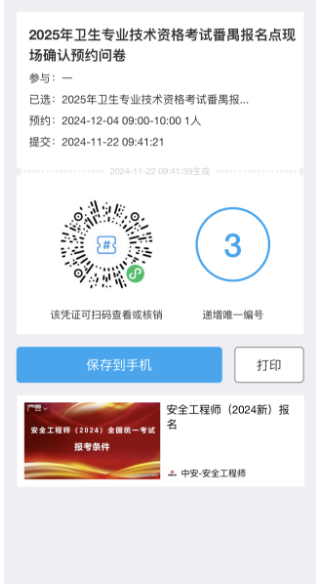 2025年卫生专业技术资格考试番禺报名点现
场确认预约问卷
参与：一
已选：2025年卫生专业技术资格考试番禺报...
预约：2024-12-04 09:00-10:00 1人
提交：2024-11-22 09:41:21
2024-11-22 09:41:39生成
#
3
该凭证可扫码查看或核销
递增唯一编号
保存到手机
打印
广告
安全工程师（2024）全国统一考试
报考条件
安全工程师（2024新）报
名
中安-安全工程师